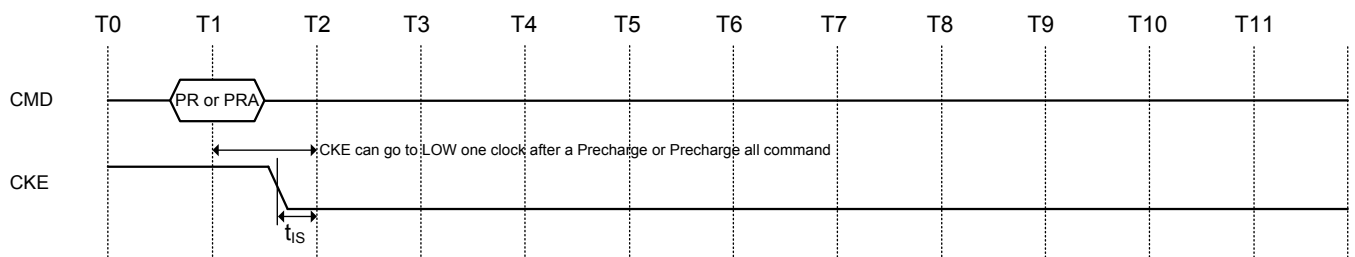 T0 T1 T2 T3 T4 T5 T6 T7 T8 T9 T10 T11
CMD PR or PRA
CKE can go to LOW one clock after a Precharge or Precharge all command
CKE
tIS